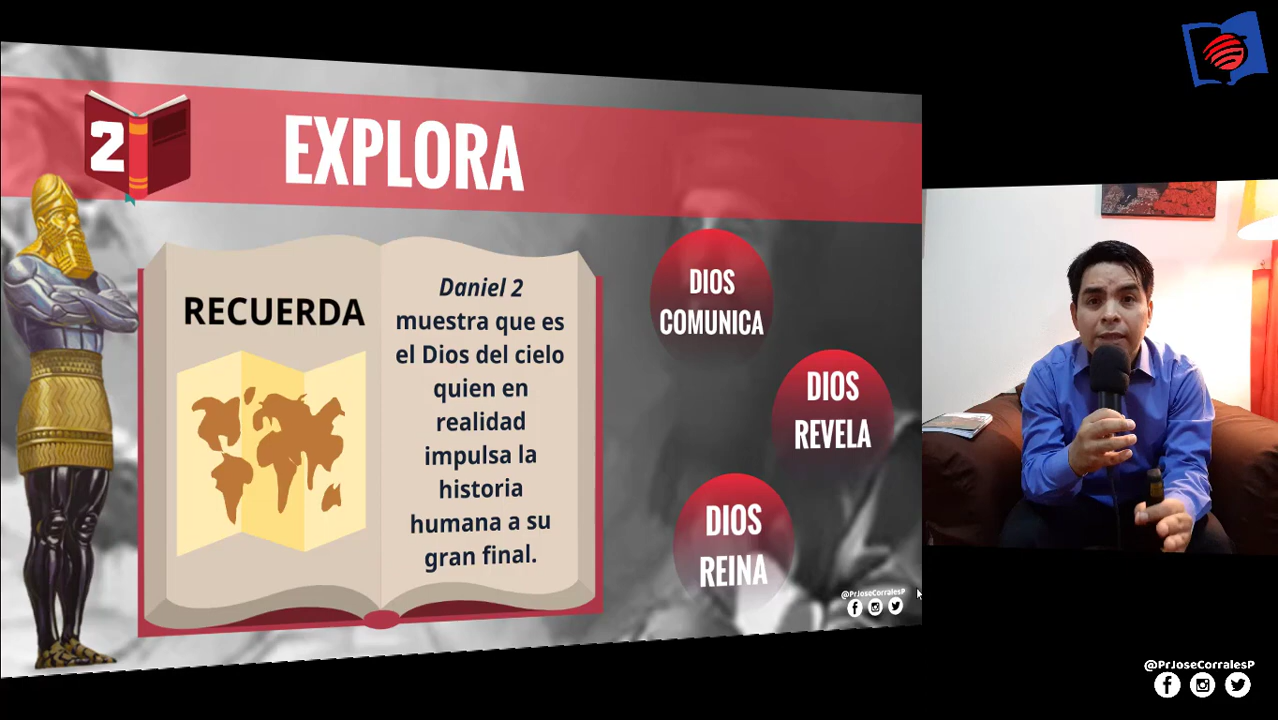 2
EXPLORA
RECUERDA
Daniel 2
muestra que es
el Dios del cielo
quien en
realidad
impulsa la
historia
humana a su
gran final.
DIOS
COMUNICA
DIOS
REVELA
DIOS
REINA
@PrJoseCorralesP
@PrJoseCorralesP